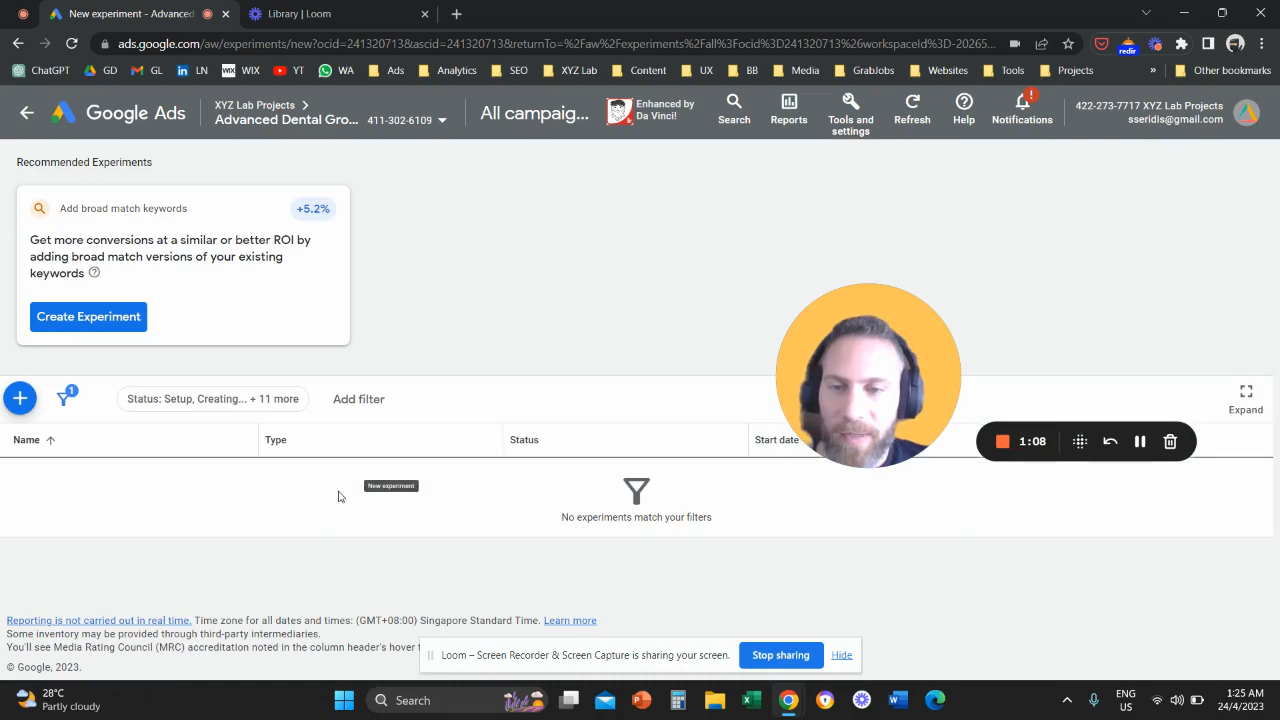 New experiment - Advanced
Library | Loom
ads.google.com/aw/experiments/new?ocid=241320713&ascid=241320713&returnTo=%2Faw%2Fexperiments%2Fall%3Focid%3D241320713%26workspaceId%3D-20265...
redir
ChatGPT
GD
GL
LN
WIX
WIX
YT
WA
Ads
Analytics
SEO
XYZ Lab
Content
UX
BB
Media
GrabJobs
Websites
Tools
Projects
»
Other bookmarks
Google Ads
XYZ Lab Projects
Advanced Dental Gro... 411-302-6109
All campaig...
Enhanced by
Da Vinci!
Search
Reports
Tools and
settings
Refresh
Help
!
Notifications
422-273-7717 XYZ Lab Projects
sseridis@gmail.com
Recommended Experiments
Add broad match keywords
+5.2%
Get more conversions at a similar or better ROI by
adding broad match versions of your existing
keywords
Create Experiment
1
Status: Setup, Creating... + 11 more
Add filter
Expand
Name
Type
Status
Start date
1:08
New experiment
No experiments match your filters
Reporting is not carried out in real time. Time zone for all dates and times: (GMT+08:00) Singapore Standard Time. Learn more
Some inventory may be provided through third-party intermediaries.
You'll see Media Rating Council (MRC) accreditation noted in the column header's hover
© Google, 2023.
Loom – Screen Recorder & Screen Capture is sharing your screen.
Stop sharing
Hide
28°C
Partly cloudy
Search
ENG
US
1:25 AM
24/4/2023